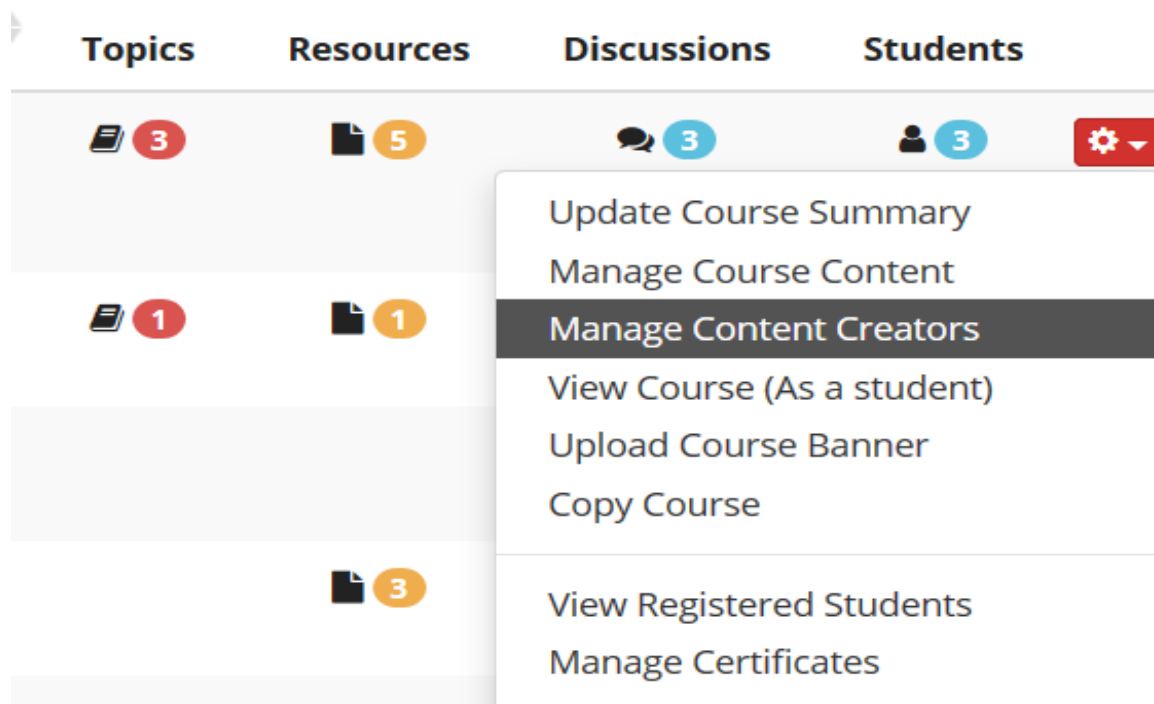 Topics Resources Discussions Students
3 5 3 3
Update Course Summary
Manage Course Content
1 1 Manage Content Creators
View Course (As a student)
Upload Course Banner
Copy Course
3 View Registered Students
Manage Certificates